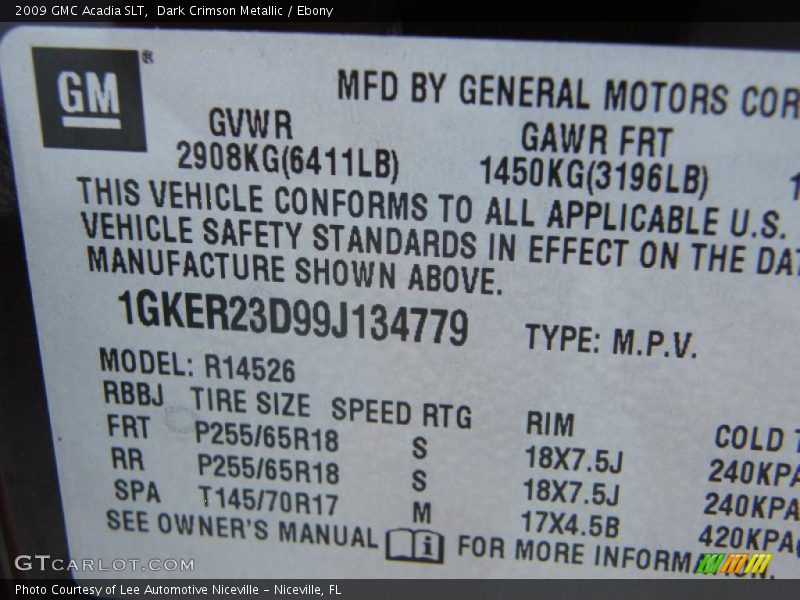 2009 GMC Acadia SLT,  Dark Crimson Metallic / Ebony
GM®
MFD BY GENERAL MOTORS COR
GVWR GAWR FRT
2908KG(6411LB) 1450KG(3196LB) 1
THIS VEHICLE CONFORMS TO ALL APPLICABLE U.S.
VEHICLE SAFETY STANDARDS IN EFFECT ON THE DAT
MANUFACTURE SHOWN ABOVE.
1GKER23D99J134779 TYPE: M.P.V.
MODEL: R14526
RBBJ TIRE SIZE SPEED RTG RIM COLD T
FRT P255/65R18 S 18X7.5J 240KPA
RR P255/65R18 S 18X7.5J 240KPA
SPA T145/70R17 M 17X4.5B 420KPA
SEE OWNER'S MANUAL i FOR MORE INFORMATION.
GTCARLOT.COM
Photo Courtesy of Lee Automotive Niceville - Niceville, FL